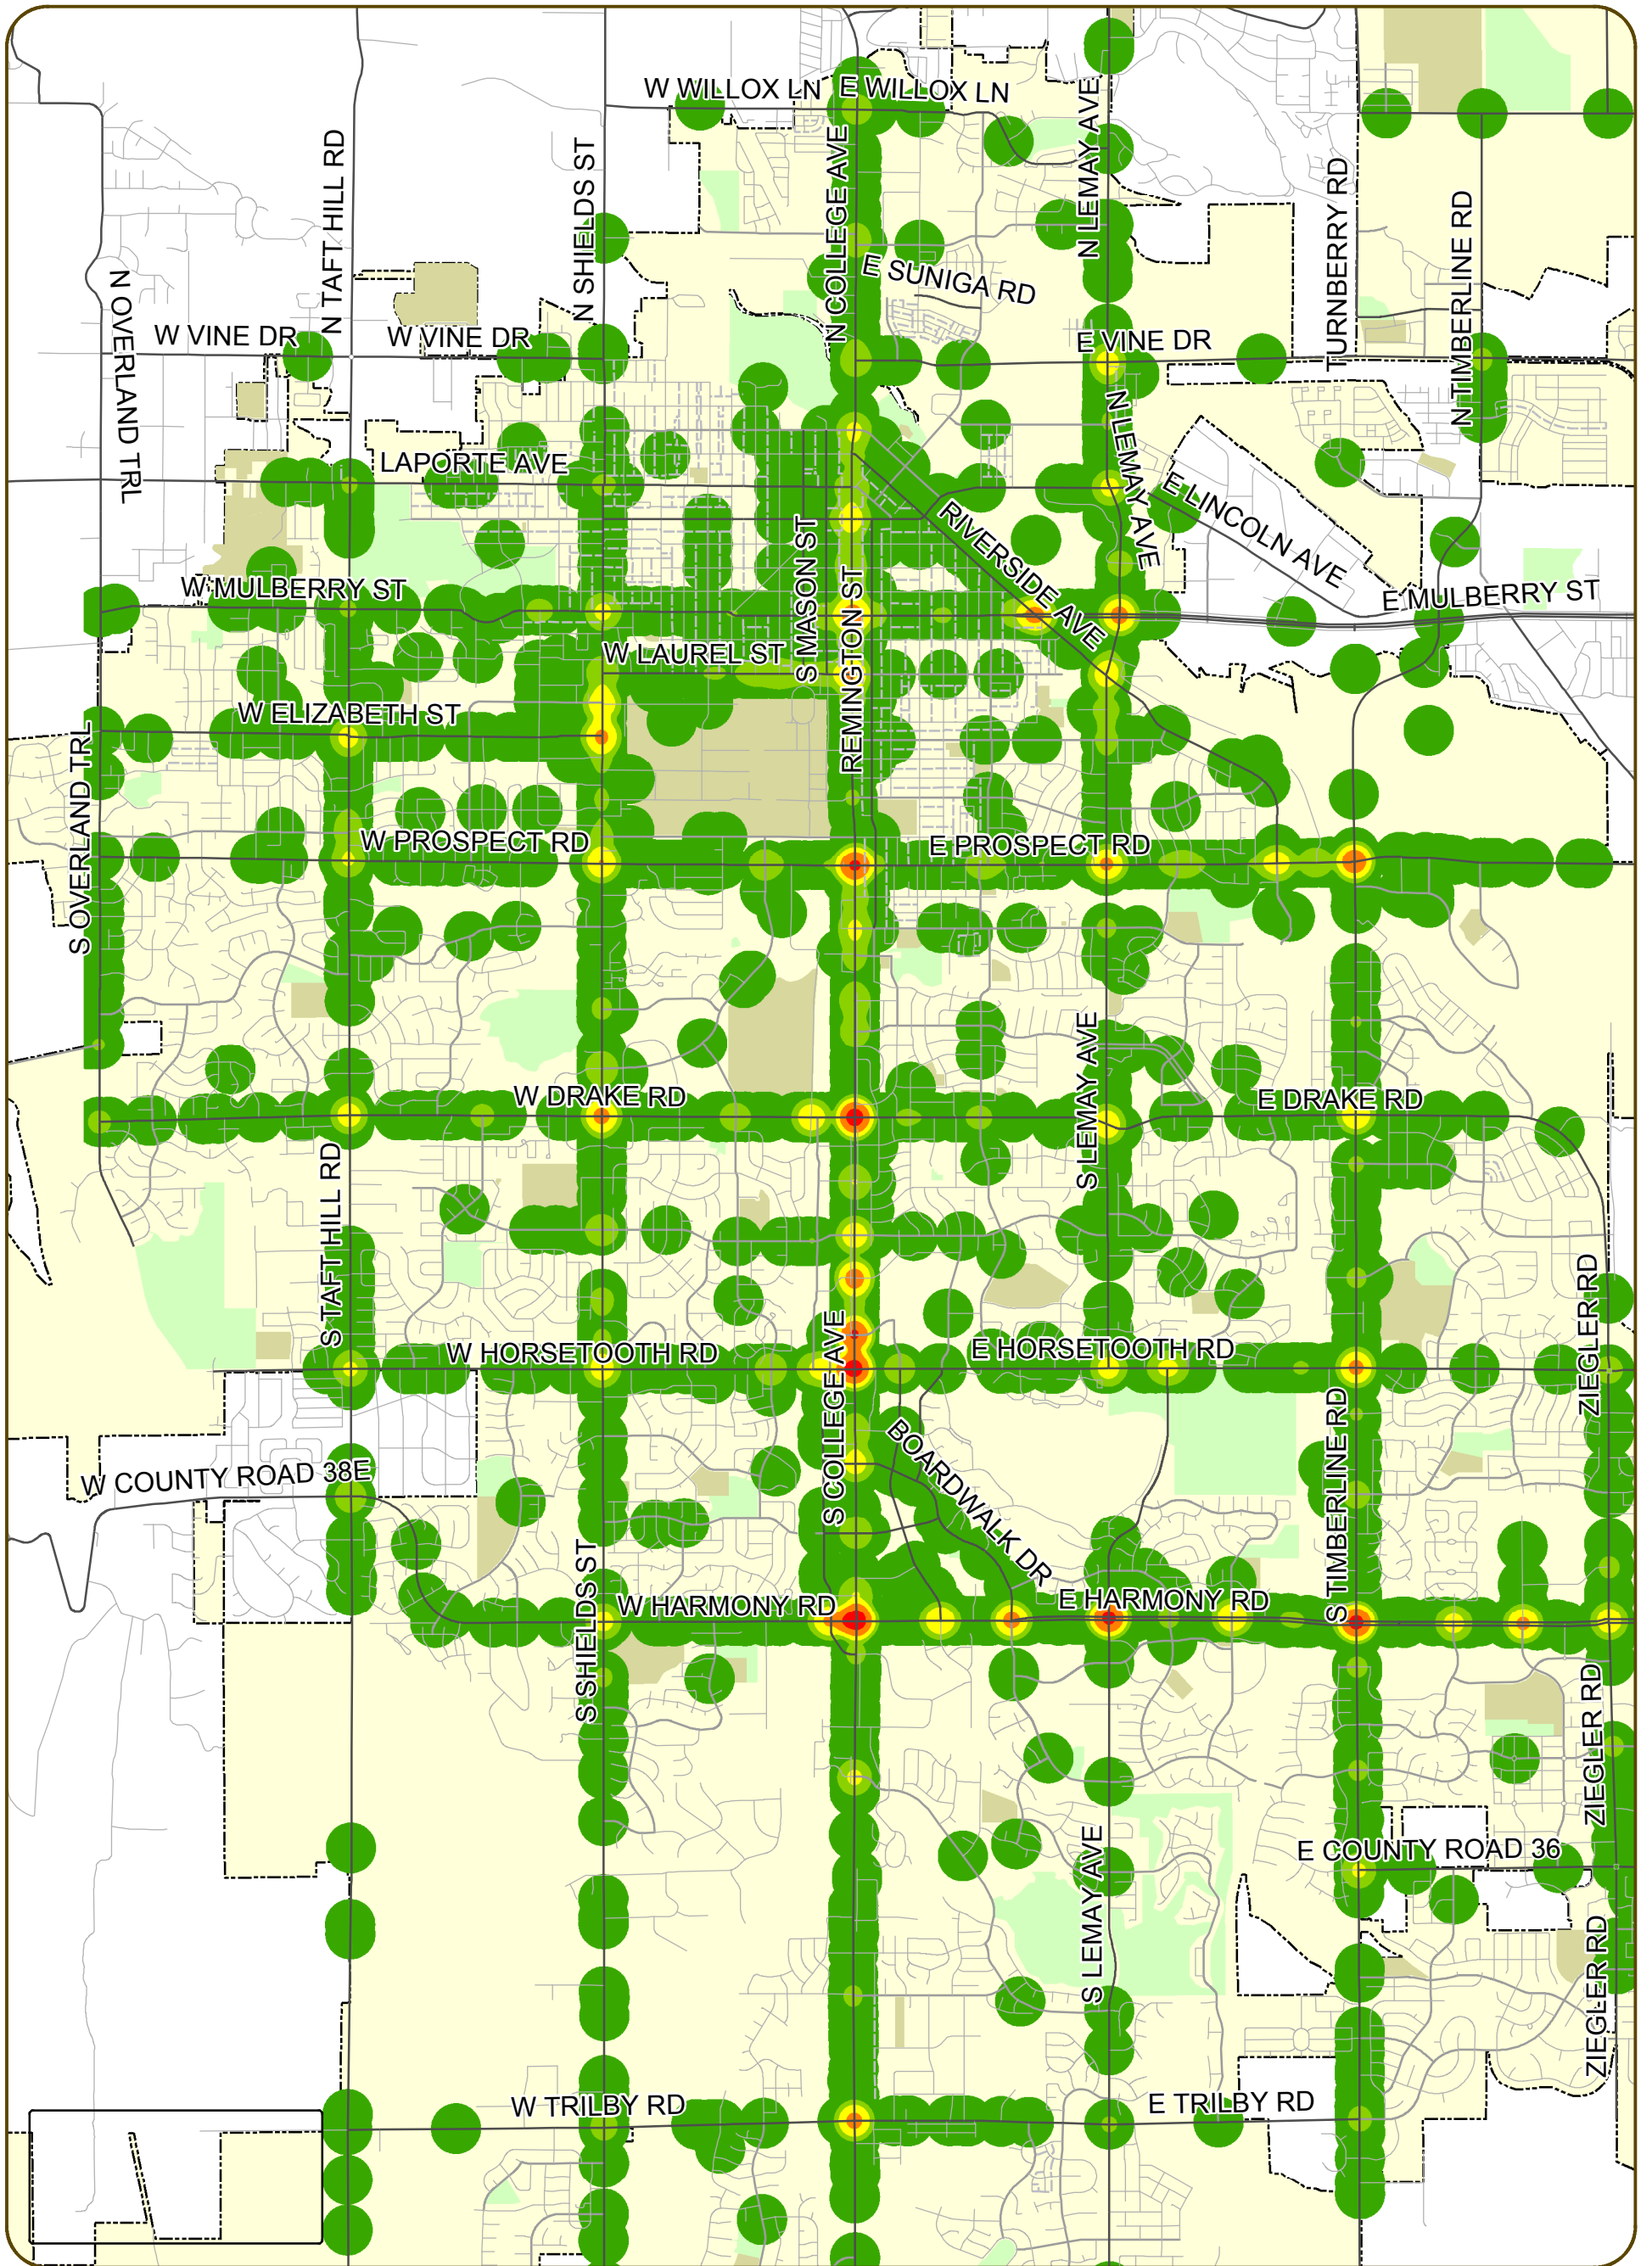 W WILLOX LN
E WILLOX LN
N LEMAY AVE
N COLLEGE AVE
N TAFT HILL RD
N SHIELDS ST
TURNBERRY RD
N TIMBERLINE RD
N OVERLAND TRL
E SUNIGA RD
W VINE DR
W VINE DR
E VINE DR
N LEMAY AVE
LAPORTE AVE
E LINCOLN AVE
RIVERSIDE AVE
S MASON ST
REMINGTON ST
W MULBERRY ST
E MULBERRY ST
W LAUREL ST
W ELIZABETH ST
S OVERLAND TRL
W PROSPECT RD
E PROSPECT RD
S LEMAY AVE
W DRAKE RD
E DRAKE RD
S TAFT HILL RD
ZIEGLER RD
S COLLEGE AVE
W HORSETOOTH RD
E HORSETOOTH RD
S TIMBERLINE RD
BOARDWALK DR
W COUNTY ROAD 38E
S SHIELDS ST
W HARMONY RD
E HARMONY RD
ZIEGLER RD
S LEMAY AVE
E COUNTY ROAD 36
ZIEGLER RD
W TRILBY RD
E TRILBY RD